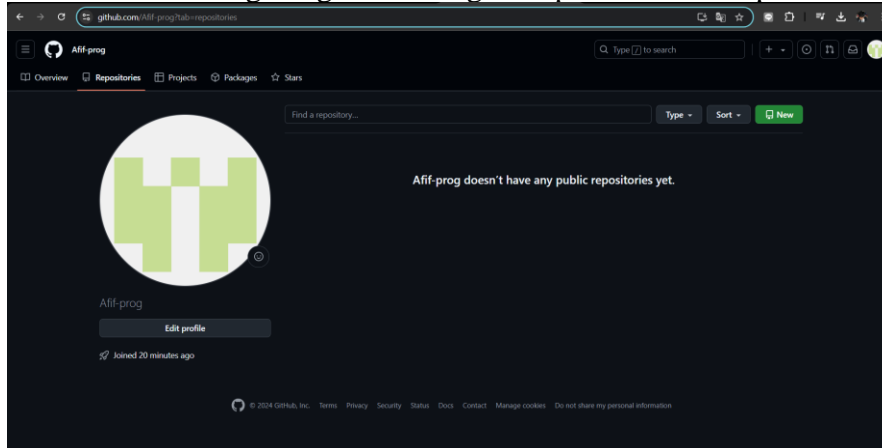 github.com/Afif-prog?tab=repositories
Afif-prog
Type / to search
Overview Repositories Projects Packages Stars
Find a repository...
Type Sort New
Afif-prog doesn't have any public repositories yet.
Afif-prog
Edit profile
Joined 20 minutes ago
© 2024 GitHub, Inc. Terms Privacy Security Status Docs Contact Manage cookies Do not share my personal information